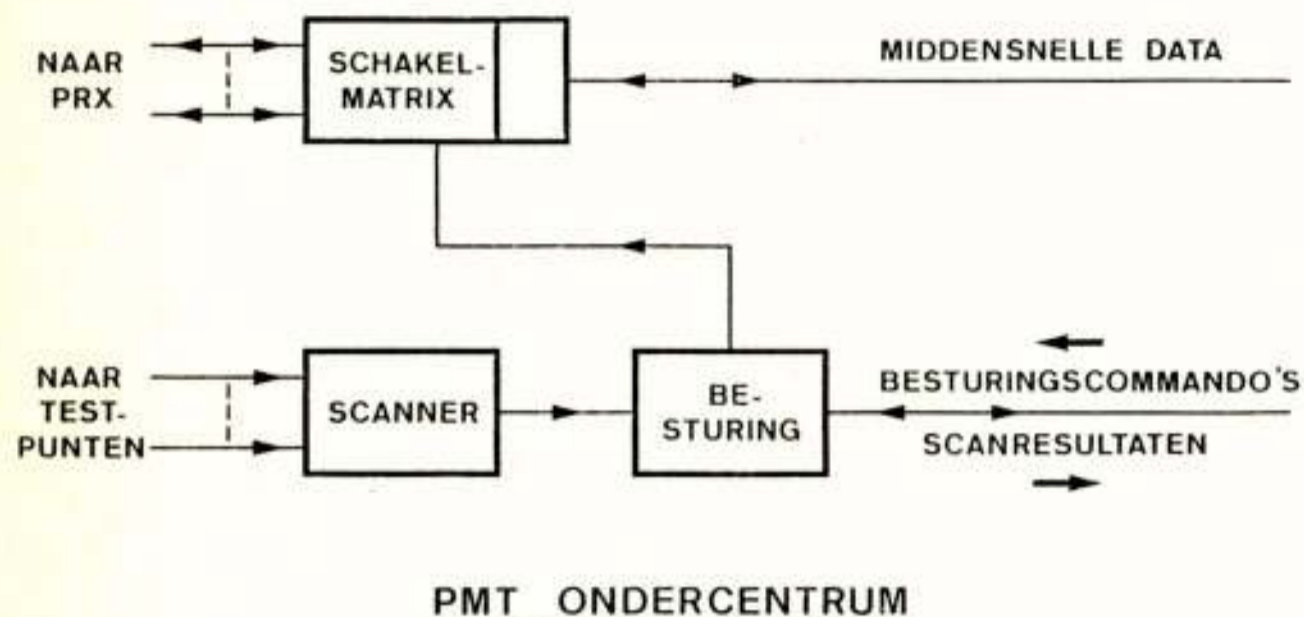 NAAR
PRX
SCHAKEL-
MATRIX
MIDDENSNELLE DATA
NAAR
TEST-
PUNTEN
SCANNER
BE-
STURING
BESTURINGSCOMMANDO'S
SCANRESULTATEN
PMT ONDERCENTRUM